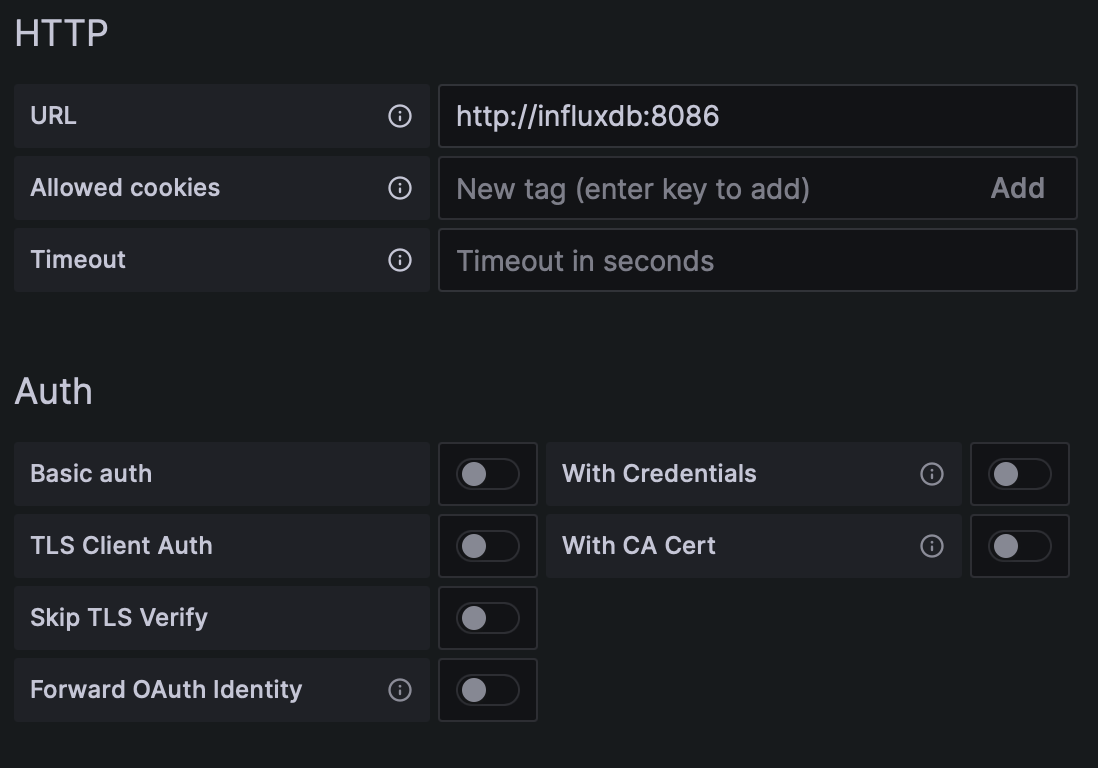 HTTP
URL http://influxdb:8086
Allowed cookies New tag (enter key to add) Add
Timeout Timeout in seconds
Auth
Basic auth With Credentials
TLS Client Auth With CA Cert
Skip TLS Verify
Forward OAuth Identity